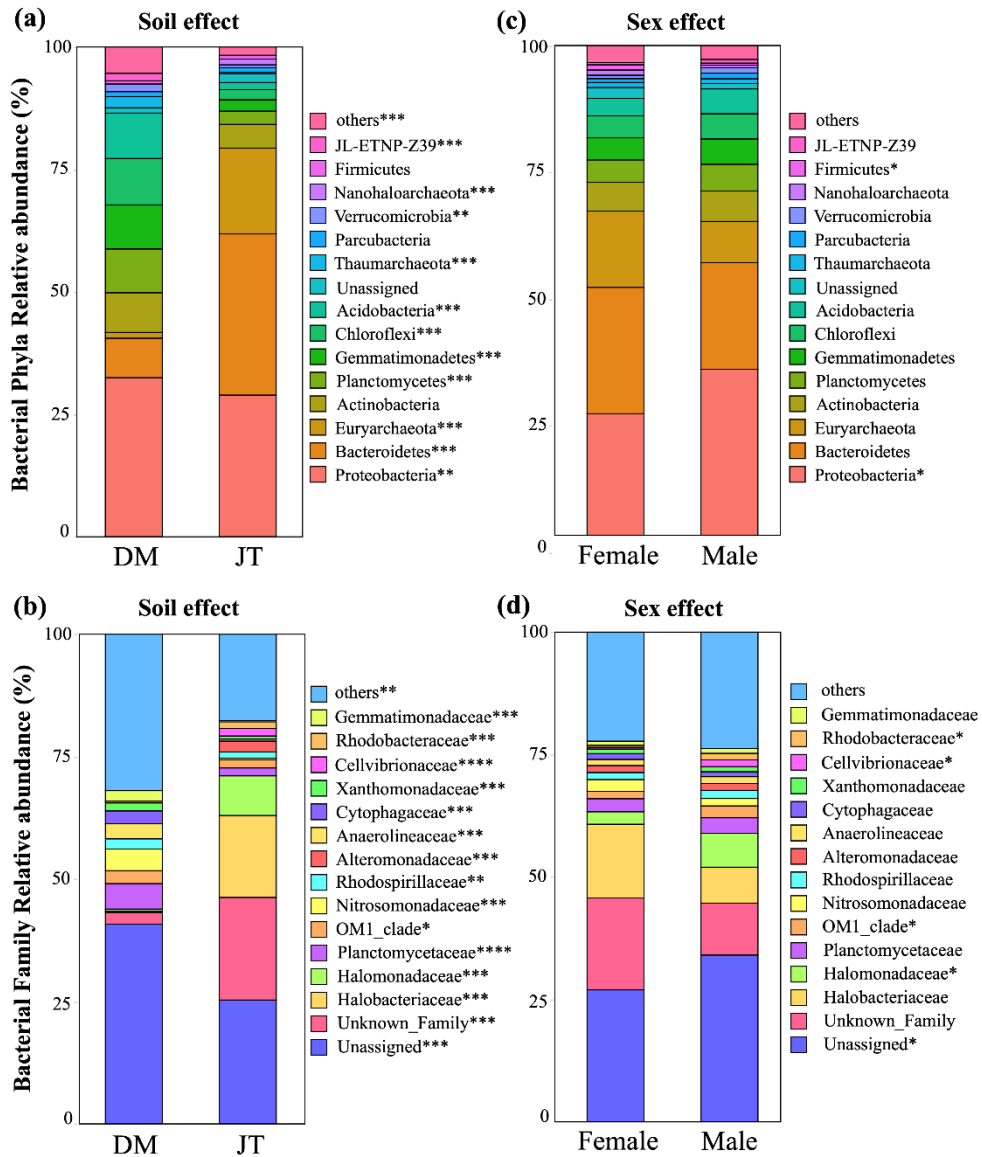 (a)
Soil effect
Bacterial Phyla Relative abundance (%)
100
75
50
25
0
DM
JT
others***
JL-ETNP-Z39***
Firmicutes
Nanohaloarchaeota***
Verrucomicrobia**
Parcubacteria
Thaumarchaeota***
Unassigned
Acidobacteria***
Chloroflexi***
Gemmatimonadetes***
Planctomycetes***
Actinobacteria
Euryarchaeota***
Bacteroidetes***
Proteobacteria**
(c)
Sex effect
100
75
50
25
0
Female
Male
others
JL-ETNP-Z39
Firmicutes*
Nanohaloarchaeota
Verrucomicrobia
Parcubacteria
Thaumarchaeota
Unassigned
Acidobacteria
Chloroflexi
Gemmatimonadetes
Planctomycetes
Actinobacteria
Euryarchaeota
Bacteroidetes
Proteobacteria*
(b)
Soil effect
Bacterial Family Relative abundance (%)
100
75
50
25
0
DM
JT
others**
Gemmatimonadaceae***
Rhodobacteraceae***
Cellvibrionaceae****
Xanthomonadaceae***
Cytophagaceae***
Anaerolineaceae***
Alteromonadaceae***
Rhodospirillaceae**
Nitrosomonadaceae***
OM1_clade*
Planctomycetaceae****
Halomonadaceae***
Halobacteriaceae***
Unknown_Family***
Unassigned***
(d)
Sex effect
100
75
50
25
0
Female
Male
others
Gemmatimonadaceae
Rhodobacteraceae*
Cellvibrionaceae*
Xanthomonadaceae
Cytophagaceae
Anaerolineaceae
Alteromonadaceae
Rhodospirillaceae
Nitrosomonadaceae
OM1_clade*
Planctomycetaceae
Halomonadaceae*
Halobacteriaceae
Unknown_Family
Unassigned*